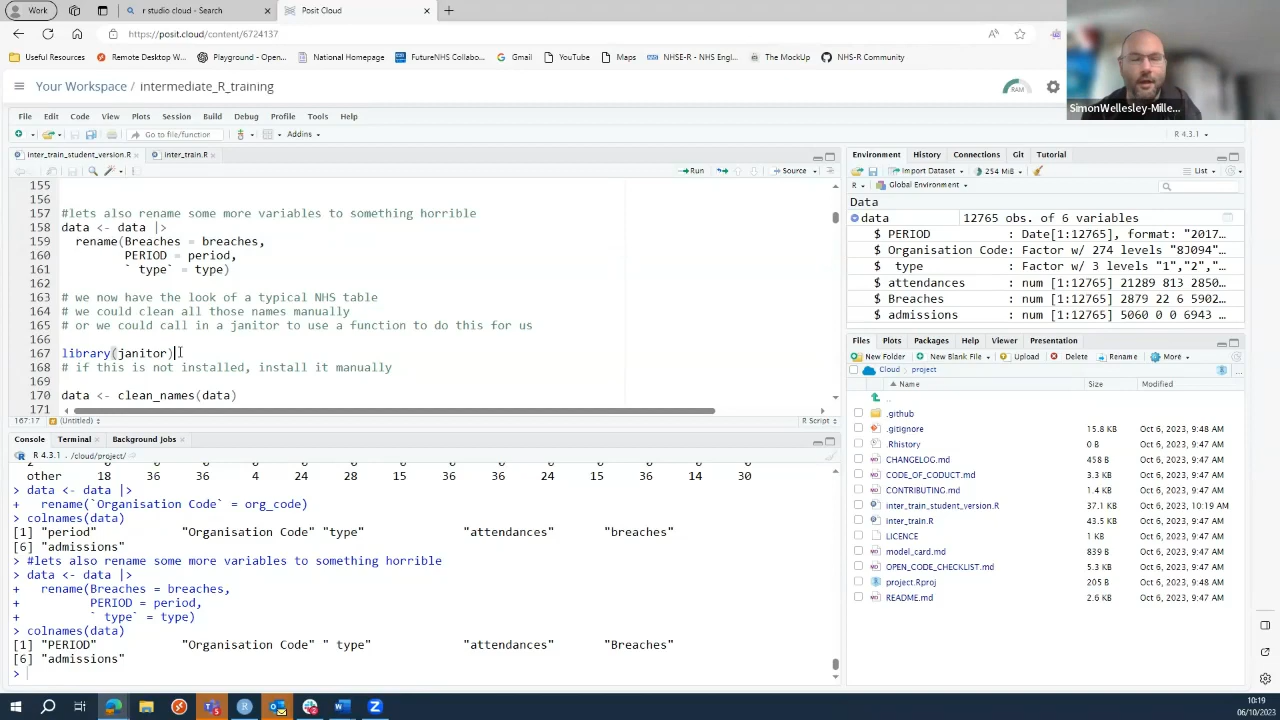 Work
r studio cloud - Search
Posit Cloud
https://posit.cloud/content/6724137
Useful Resources
Remote Desktop W...
Playground - Open...
National Homepage
FutureNHS Collabo...
Gmail
YouTube
Maps
NHSE-R - NHS Engl...
The MockUp
NHS-R Community
Your Workspace / intermediate_R_training
RAM
SimonWellesley-Mille...
File Edit Code View Plots Session Build Debug Profile Tools Help
Go to file/function
Addins
R 4.3.1
inter_train_student_version.R
inter_train.R
Run
Source
155
156
157 #lets also rename some more variables to something horrible
158 data <- data |>
159 rename(Breaches = breaches,
160 PERIOD = period,
161 ` type` = type)
162
163 # we now have the look of a typical NHS table
164 # we could clean all those names manually
165 # or we could call in a janitor to use a function to do this for us
166
167 library(janitor)
168 # if this is not installed, install it manually
169
170 data <- clean_names(data)
171
167:17 (Untitled) R Script
Console Terminal Background Jobs
R 4.3.1 · /cloud/project/
other 18 36 36 4 24 28 15 36 24 15 36 14 30
> data <- data |>
+ rename(`Organisation Code` = org_code)
> colnames(data)
[1] "period" "Organisation Code" "type" "attendances" "breaches"
[6] "admissions"
> #lets also rename some more variables to something horrible
> data <- data |>
+ rename(Breaches = breaches,
+ PERIOD = period,
+ ` type` = type)
> colnames(data)
[1] "PERIOD" "Organisation Code" " type" "attendances" "Breaches"
[6] "admissions"
>
Environment History Connections Git Tutorial
Import Dataset 254 MiB List
R Global Environment
Data
data 12765 obs. of 6 variables
$ PERIOD : Date[1:12765], format: "2017...
$ Organisation Code: Factor w/ 274 levels "8J094"...
$ type : Factor w/ 3 levels "1","2","...
$ attendances : num [1:12765] 21289 813 2850...
$ Breaches : num [1:12765] 2879 22 6 5902...
$ admissions : num [1:12765] 5060 0 0 6943 ...
Files Plots Packages Help Viewer Presentation
New Folder New Blank File Upload Delete Rename More
Cloud project
Name Size Modified
..
.github
.gitignore 15.8 KB Oct 6, 2023, 9:48 AM
.Rhistory 0 B Oct 6, 2023, 9:48 AM
CHANGELOG.md 458 B Oct 6, 2023, 9:47 AM
CODE_OF_CODUCT.md 3.3 KB Oct 6, 2023, 9:47 AM
CONTRIBUTING.md 1.4 KB Oct 6, 2023, 9:47 AM
inter_train_student_version.R 37.1 KB Oct 6, 2023, 10:19 AM
inter_train.R 43.5 KB Oct 6, 2023, 9:47 AM
LICENCE 1 KB Oct 6, 2023, 9:47 AM
model_card.md 839 B Oct 6, 2023, 9:47 AM
OPEN_CODE_CHECKLIST.md 5.3 KB Oct 6, 2023, 9:47 AM
project.Rproj 205 B Oct 6, 2023, 9:48 AM
README.md 2.6 KB Oct 6, 2023, 9:47 AM
10:19
06/10/2023